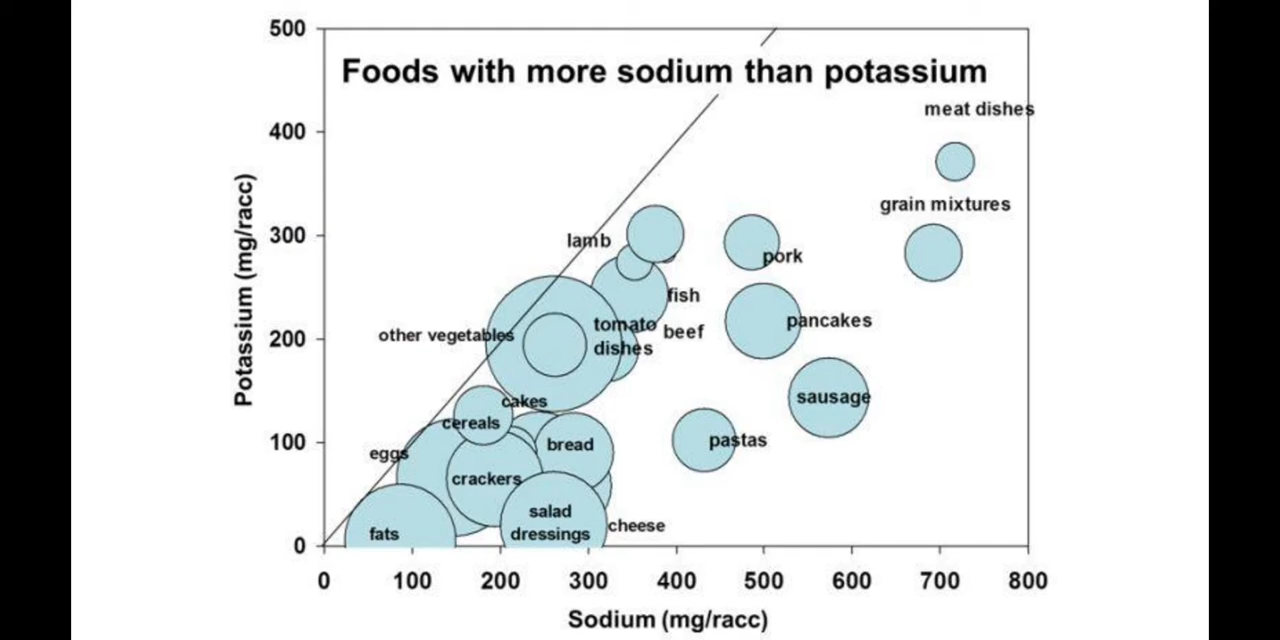 Foods with more sodium than potassium
500
400
300
200
100
0
Potassium (mg/racc)
meat dishes
grain mixtures
lamb
pork
fish
tomato
dishes
beef
pancakes
other vegetables
sausage
cakes
cereals
bread
pastas
eggs
crackers
salad
dressings
cheese
fats
0 100 200 300 400 500 600 700 800
Sodium (mg/racc)